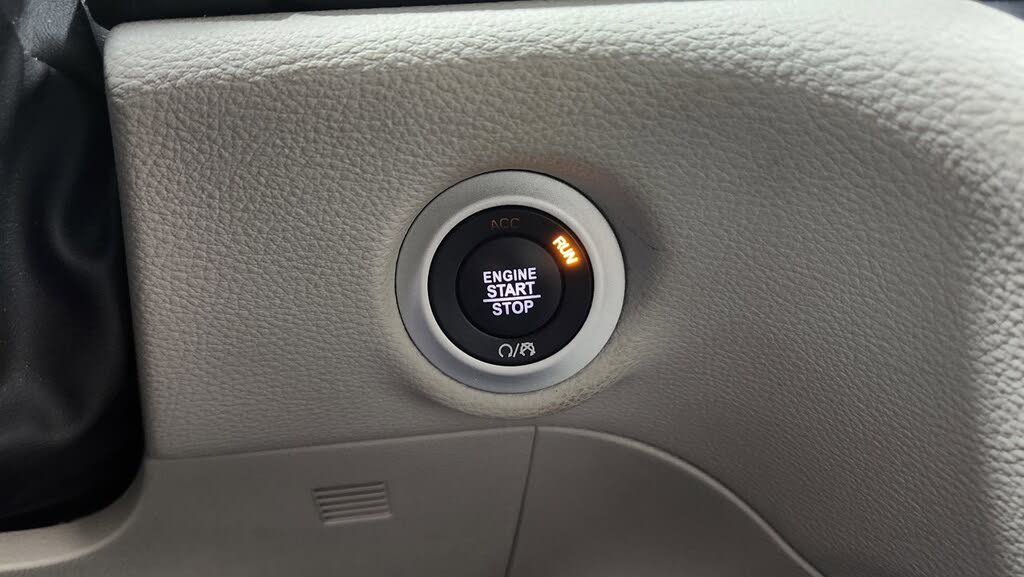 ACC
RUN
ENGINE
START
STOP